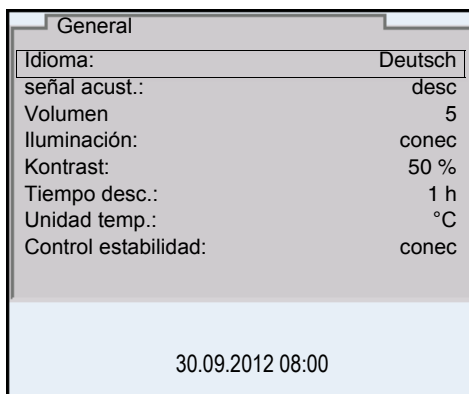 General
Idioma: Deutsch
señal acust.: desc
Volumen 5
Iluminación: conec
Kontrast: 50 %
Tiempo desc.: 1 h
Unidad temp.: °C
Control estabilidad: conec
30.09.2012 08:00